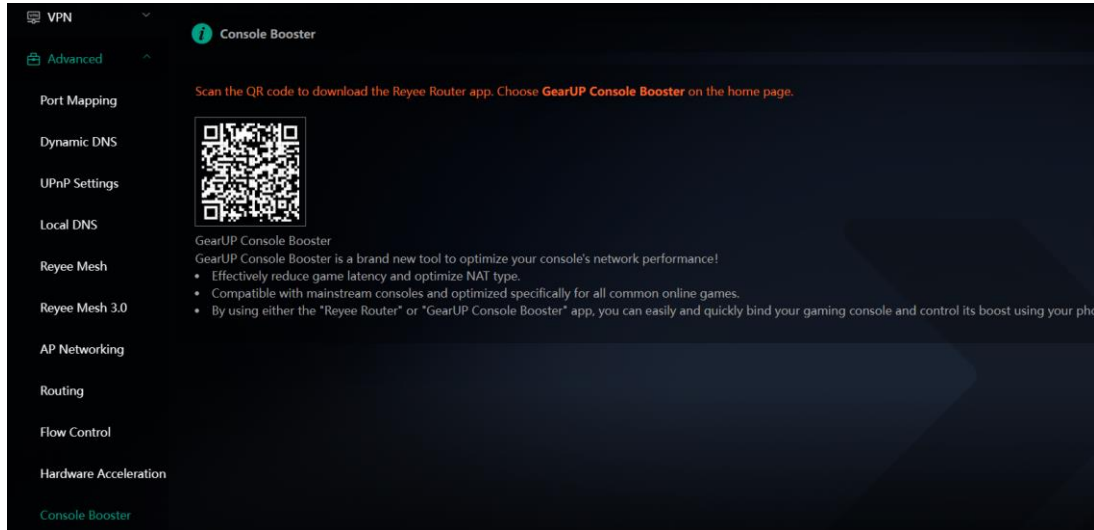 VPN
Advanced
Port Mapping
Dynamic DNS
UPnP Settings
Local DNS
Reyee Mesh
Reyee Mesh 3.0
AP Networking
Routing
Flow Control
Hardware Acceleration
Console Booster
Console Booster
Scan the QR code to download the Reyee Router app. Choose GearUP Console Booster on the home page.
GearUP Console Booster
GearUP Console Booster is a brand new tool to optimize your console's network performance!
• Effectively reduce game latency and optimize NAT type.
• Compatible with mainstream consoles and optimized specifically for all common online games.
• By using either the "Reyee Router" or "GearUP Console Booster" app, you can easily and quickly bind your gaming console and control its boost using your